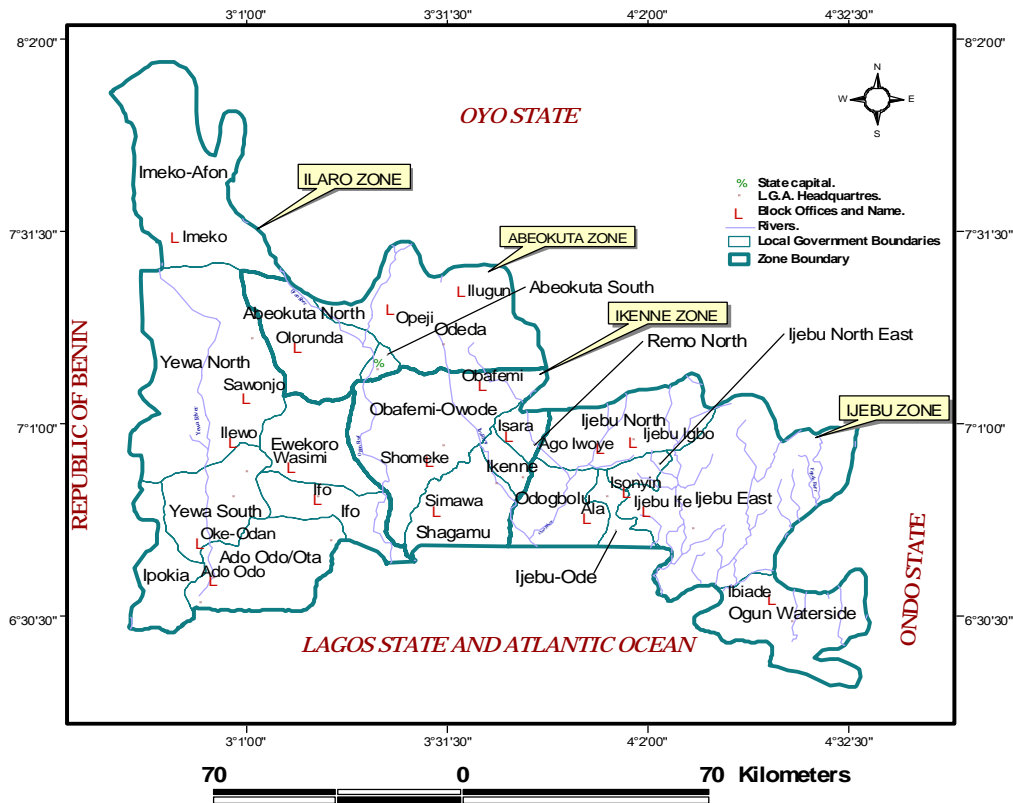 3°1'00"
3°31'30"
4°2'00"
4°32'30"
8°2'00"
8°2'00"
N
W
E
S
OYO STATE
Imeko-Afon
ILARO ZONE
% State capital.
L.G.A. Headquartres.
L Block Offices and Name.
Rivers.
Local Government Boundaries
Zone Boundary
7°31'30"
7°31'30"
L Imeko
ABEOKUTA ZONE
L Ilugun
Abeokuta South
Abeokuta North
L
Opeji
Odeda
IKENNE ZONE
Olorunda
L
Remo North
Ijebu North East
REPUBLIC OF BENIN
Yewa North
%
Sawonjo
L
Obafemi
L
Obafemi-Owode
IJEBU ZONE
7°1'00"
7°1'00"
Ilewo
L
Ewekoro
Wasimi
L
Isara
L
Ijebu North
Ago Iwoye
L
Ijebu Igbo
L
Shomeke
L
Ikenne
Ifo
L
Ifo
Simawa
L
Odogbolu
Isonyin
L
Ala
L
Ijebu Ife
L
Ijebu East
Yewa South
Oke-Odan
L
Shagamu
Ado Odo/Ota
Ipokia
Ado Odo
L
Ijebu-Ode
Ibiade
L
Ogun Waterside
ONDO STATE
6°30'30"
6°30'30"
LAGOS STATE AND ATLANTIC OCEAN
3°1'00"
3°31'30"
4°2'00"
4°32'30"
70 0 70 Kilometers